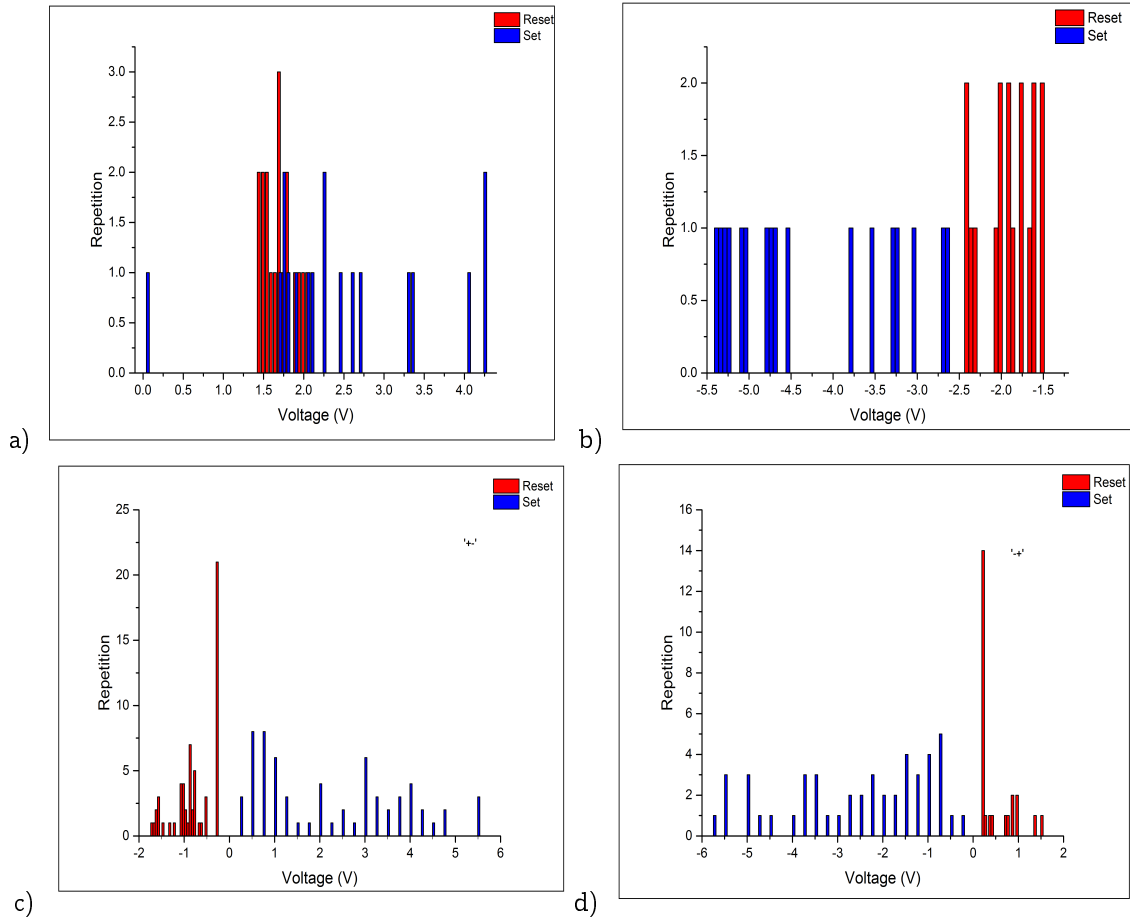 Reset
Set
3.0
2.5
2.0
1.5
1.0
0.5
0.0
Repetition
0.0 0.5 1.0 1.5 2.0 2.5 3.0 3.5 4.0
Voltage (V)
a)
Reset
Set
2.0
1.5
1.0
0.5
0.0
Repetition
-5.5 -5.0 -4.5 -4.0 -3.5 -3.0 -2.5 -2.0 -1.5
Voltage (V)
b)
Reset
Set
'+-'
25
20
15
10
5
0
Repetition
-2 -1 0 1 2 3 4 5 6
Voltage (V)
c)
Reset
Set
'-+'
16
14
12
10
8
6
4
2
0
Repetition
-6 -5 -4 -3 -2 -1 0 1 2
Voltage (V)
d)